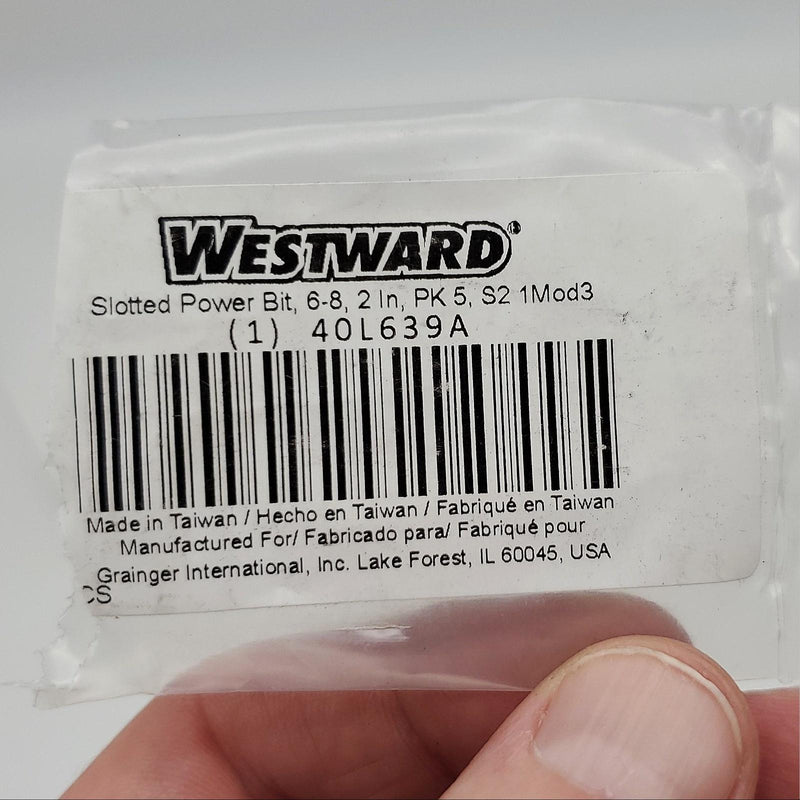 WESTWARD®
Slotted Power Bit, 6-8, 2 In, PK 5, S2 1Mod3
(1) 40L639A
Made in Taiwan / Hecho en Taiwan / Fabriqué en Taiwan
Manufactured For/ Fabricado para/ Fabriqué pour
Grainger International, Inc. Lake Forest, IL 60045, USA